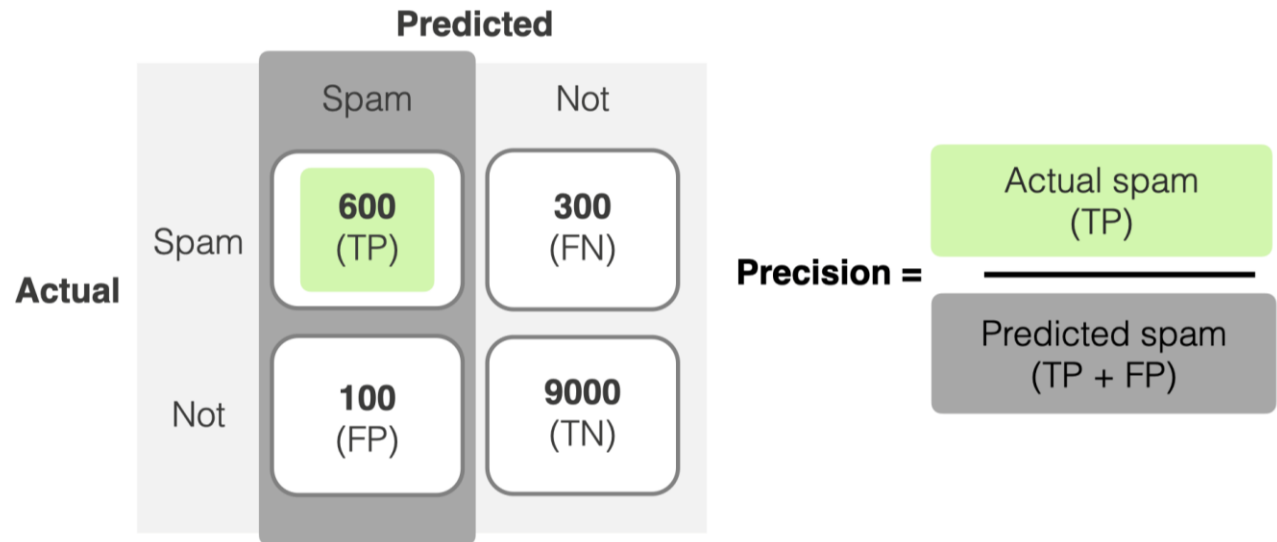 Predicted
Spam
Not
Spam
600
(TP)
300
(FN)
Actual
Not
100
(FP)
9000
(TN)
Precision =
Actual spam
(TP)
Predicted spam
(TP + FP)